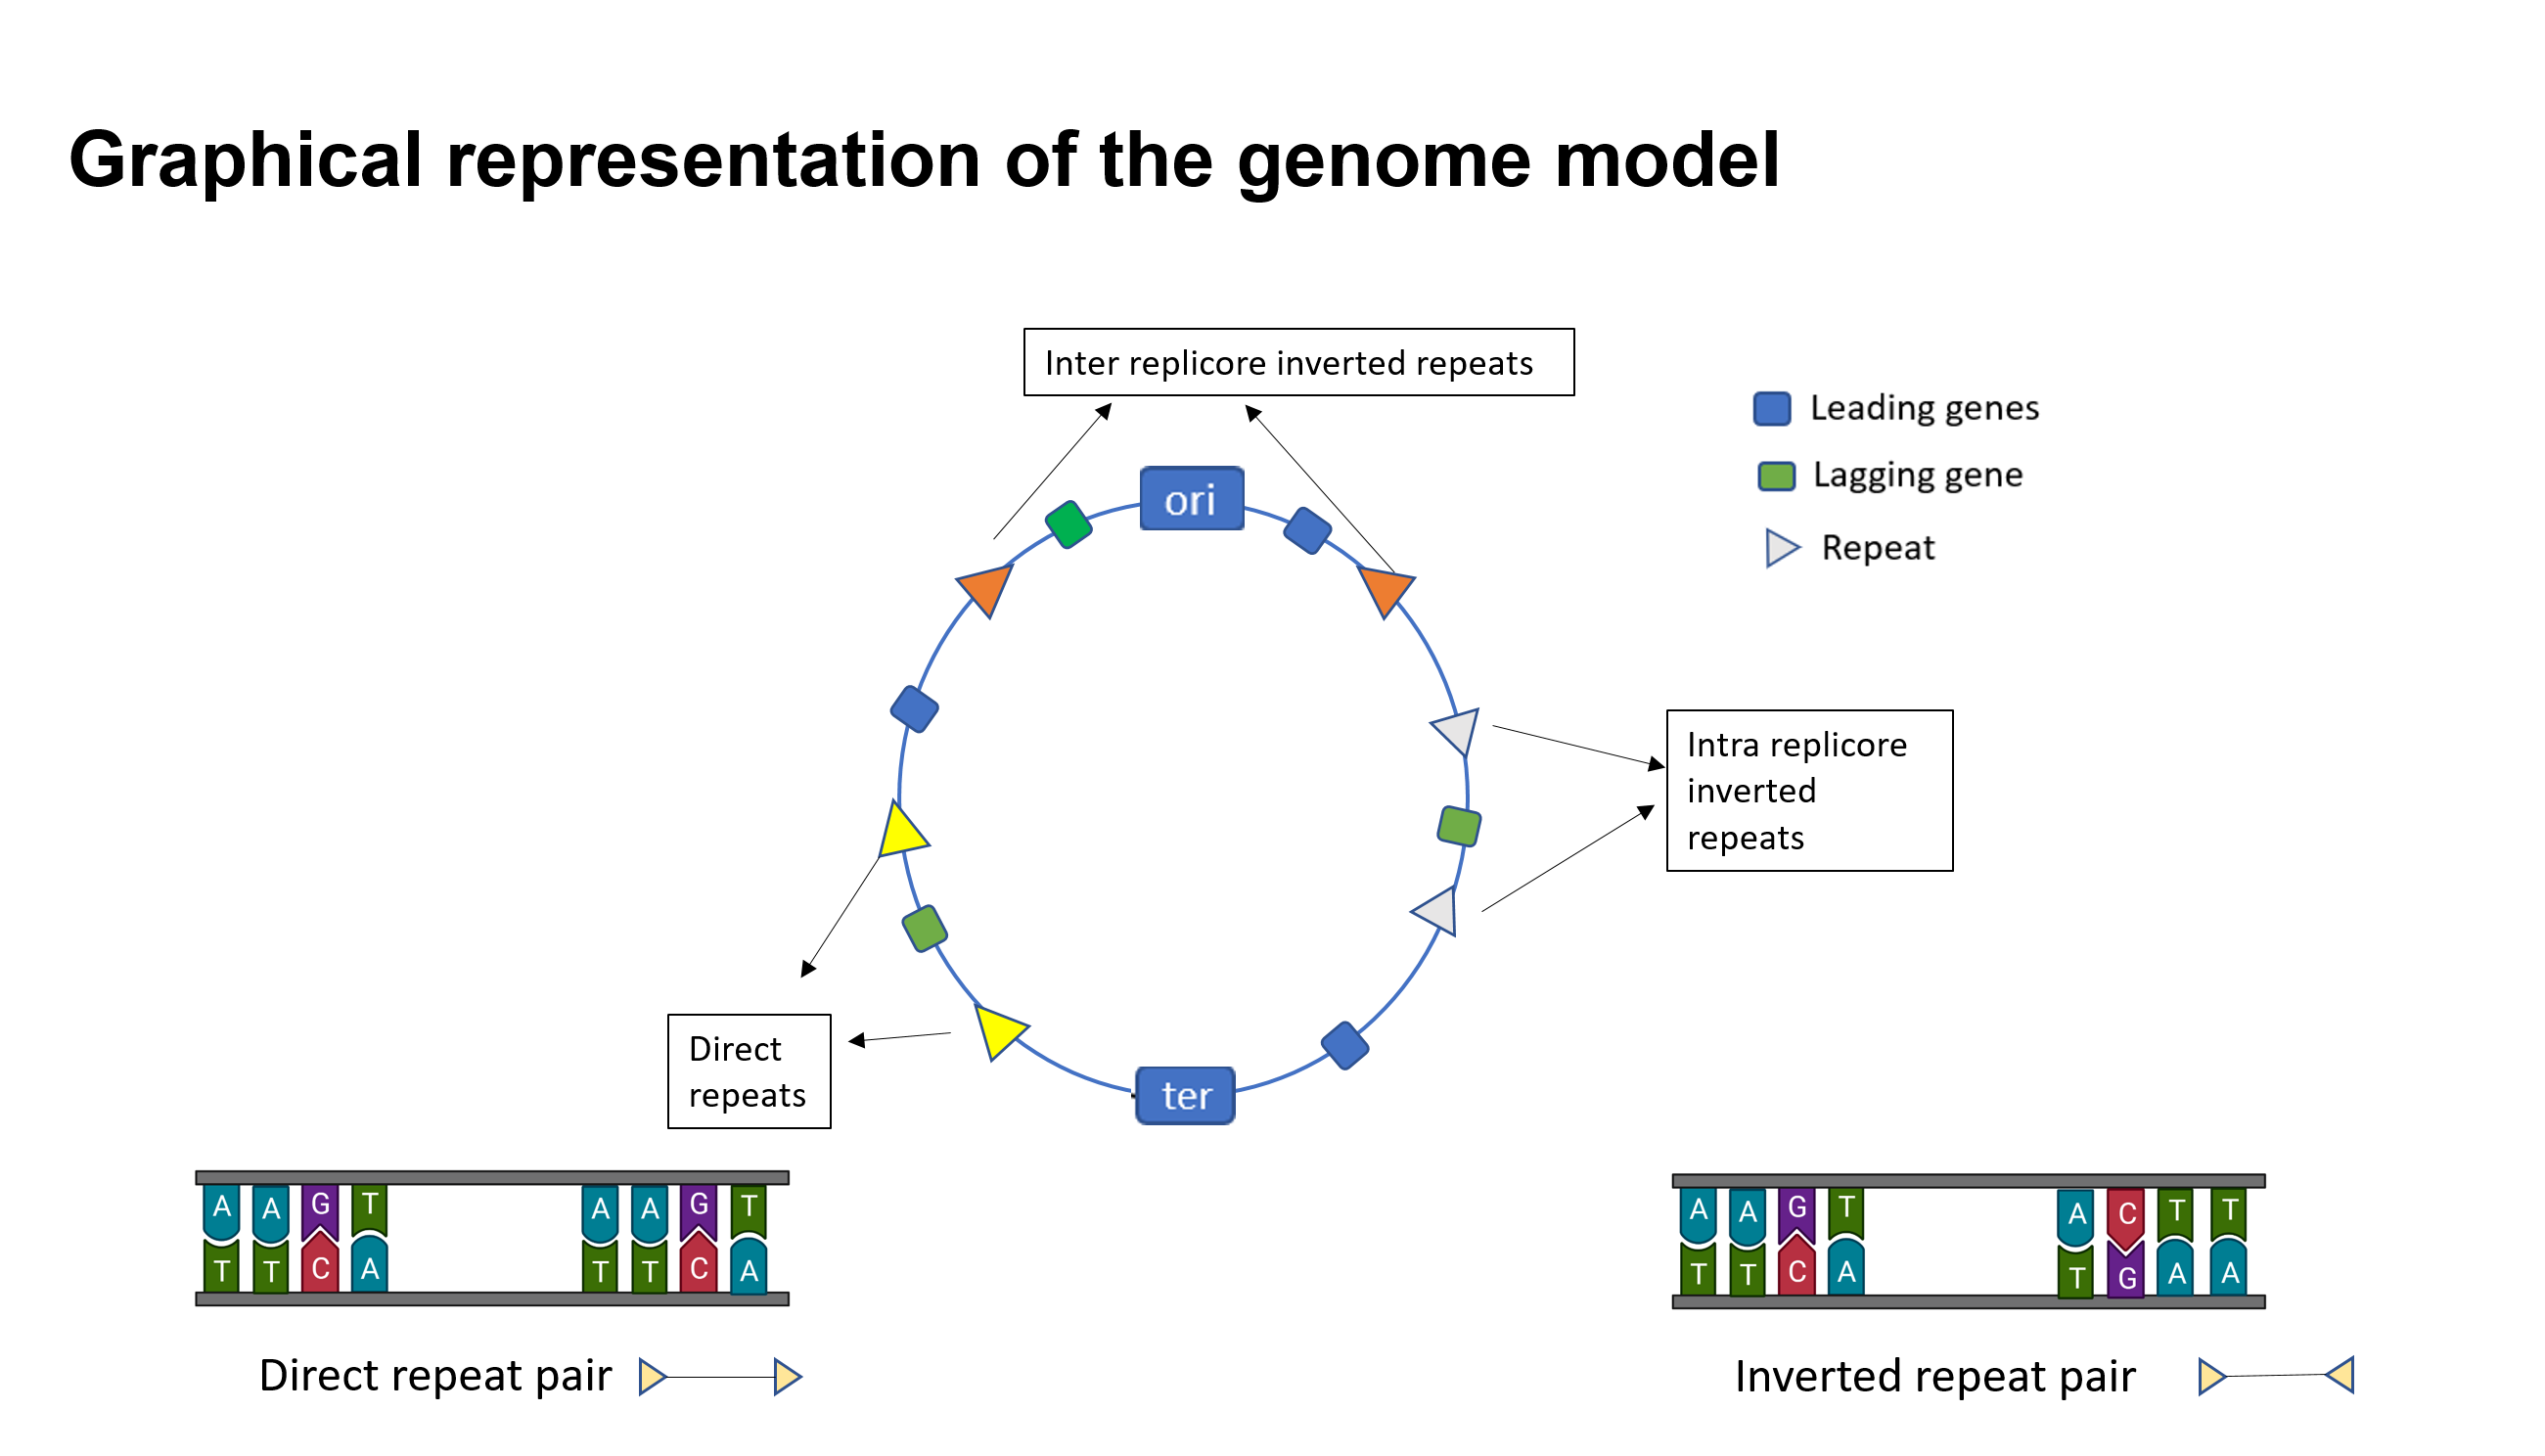 Graphical representation of the genome model
Inter replicore inverted repeats
Leading genes
Lagging gene
Repeat
ori
Intra replicore
inverted
repeats
Direct
repeats
ter
A A G T A A G T
T T C A T T C A
Direct repeat pair
A A G T A C T T
T T C A T G A A
Inverted repeat pair